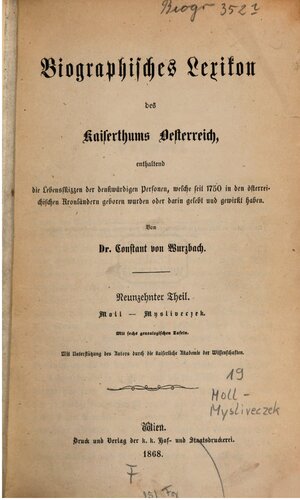 Biogr 352 7
Biographisches Lexikon
des
Kaiserthums Oesterreich,
enthaltend
die Lebensskizzen der denkwürdigen Personen, welche seit 1750 in den österrei-
chischen Kronländern geboren wurden oder darin gelebt und gewirkt haben.
Von
Dr. Constant von Wurzbach.
Neunzehnter Theil.
Moll — Mysliveczek.
Mit sechs genealogischen Tafeln.
Mit Unterstützung des Autors durch die kaiserliche Akademie der Wissenschaften.
19
Moll-
Mysliveczek
Wien.
Druck und Verlag der k. k. Hof- und Staatsdruckerei.
1868.
F